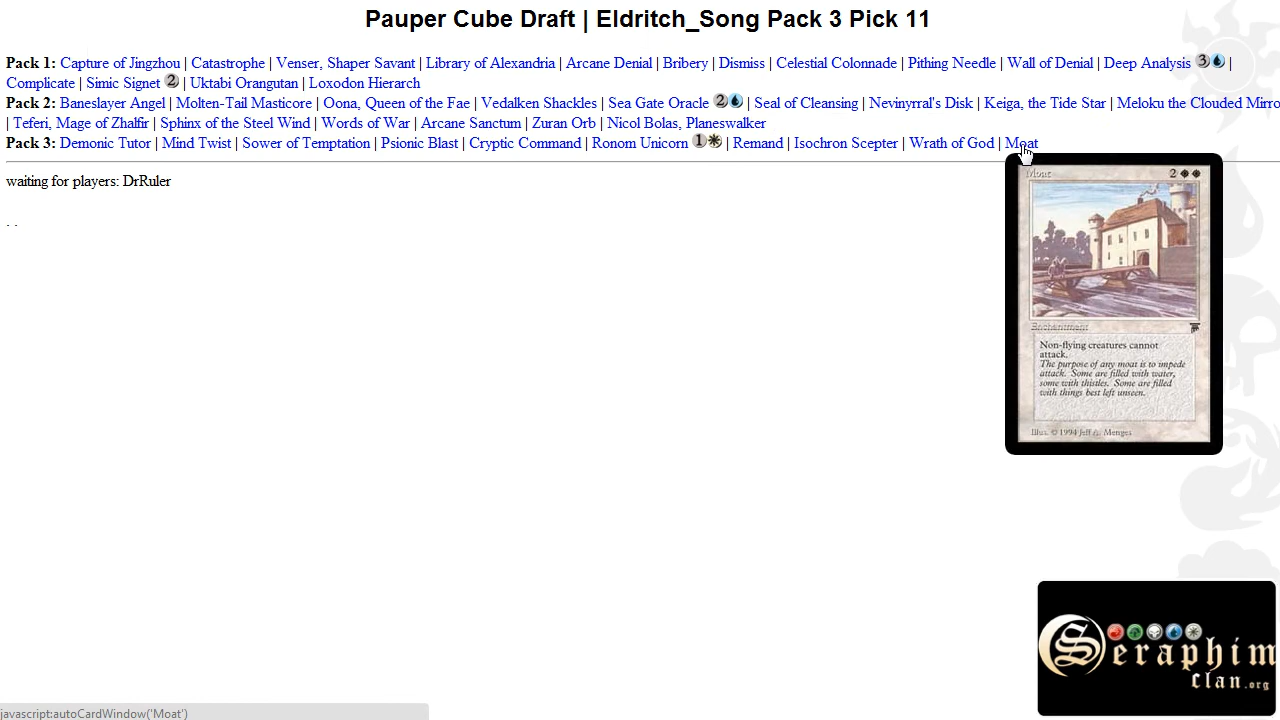 Pauper Cube Draft | Eldritch_Song Pack 3 Pick 11
Pack 1: Capture of Jingzhou | Catastrophe | Venser, Shaper Savant | Library of Alexandria | Arcane Denial | Bribery | Dismiss | Celestial Colonnade | Pithing Needle | Wall of Denial | Deep Analysis 3 |
Complicate | Simic Signet 2 | Uktabi Orangutan | Loxodon Hierarch
Pack 2: Baneslayer Angel | Molten-Tail Masticore | Oona, Queen of the Fae | Vedalken Shackles | Sea Gate Oracle 2 | Seal of Cleansing | Nevinyrral's Disk | Keiga, the Tide Star | Meloku the Clouded Mirro
| Teferi, Mage of Zhalfir | Sphinx of the Steel Wind | Words of War | Arcane Sanctum | Zuran Orb | Nicol Bolas, Planeswalker
Pack 3: Demonic Tutor | Mind Twist | Sower of Temptation | Psionic Blast | Cryptic Command | Ronom Unicorn 1 | Remand | Isochron Scepter | Wrath of God | Moat
waiting for players: DrRuler
. .
Moat 2
Enchantment
Non-flying creatures cannot
attack.
The purpose of any moat is to impede
attack. Some are filled with water,
some with thistles. Some are filled
with things best left unseen.
Illus. © 1994 Jeff A. Menges
Seraphim
clan.org
javascript:autoCardWindow('Moat')